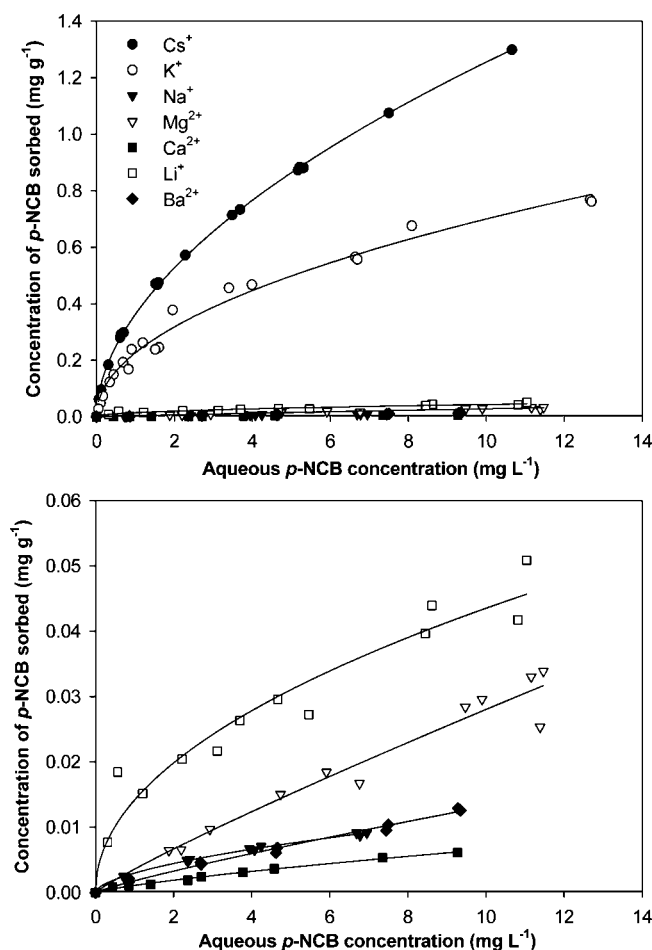 1.4
1.2
1.0
0.8
0.6
0.4
0.2
0.0
Concentration of p-NCB sorbed (mg g⁻¹)
Cs⁺
K⁺
Na⁺
Mg²⁺
Ca²⁺
Li⁺
Ba²⁺
0 2 4 6 8 10 12 14
Aqueous p-NCB concentration (mg L⁻¹)
0.06
0.05
0.04
0.03
0.02
0.01
0.00
Concentration of p-NCB sorbed (mg g⁻¹)
0 2 4 6 8 10 12 14
Aqueous p-NCB concentration (mg L⁻¹)